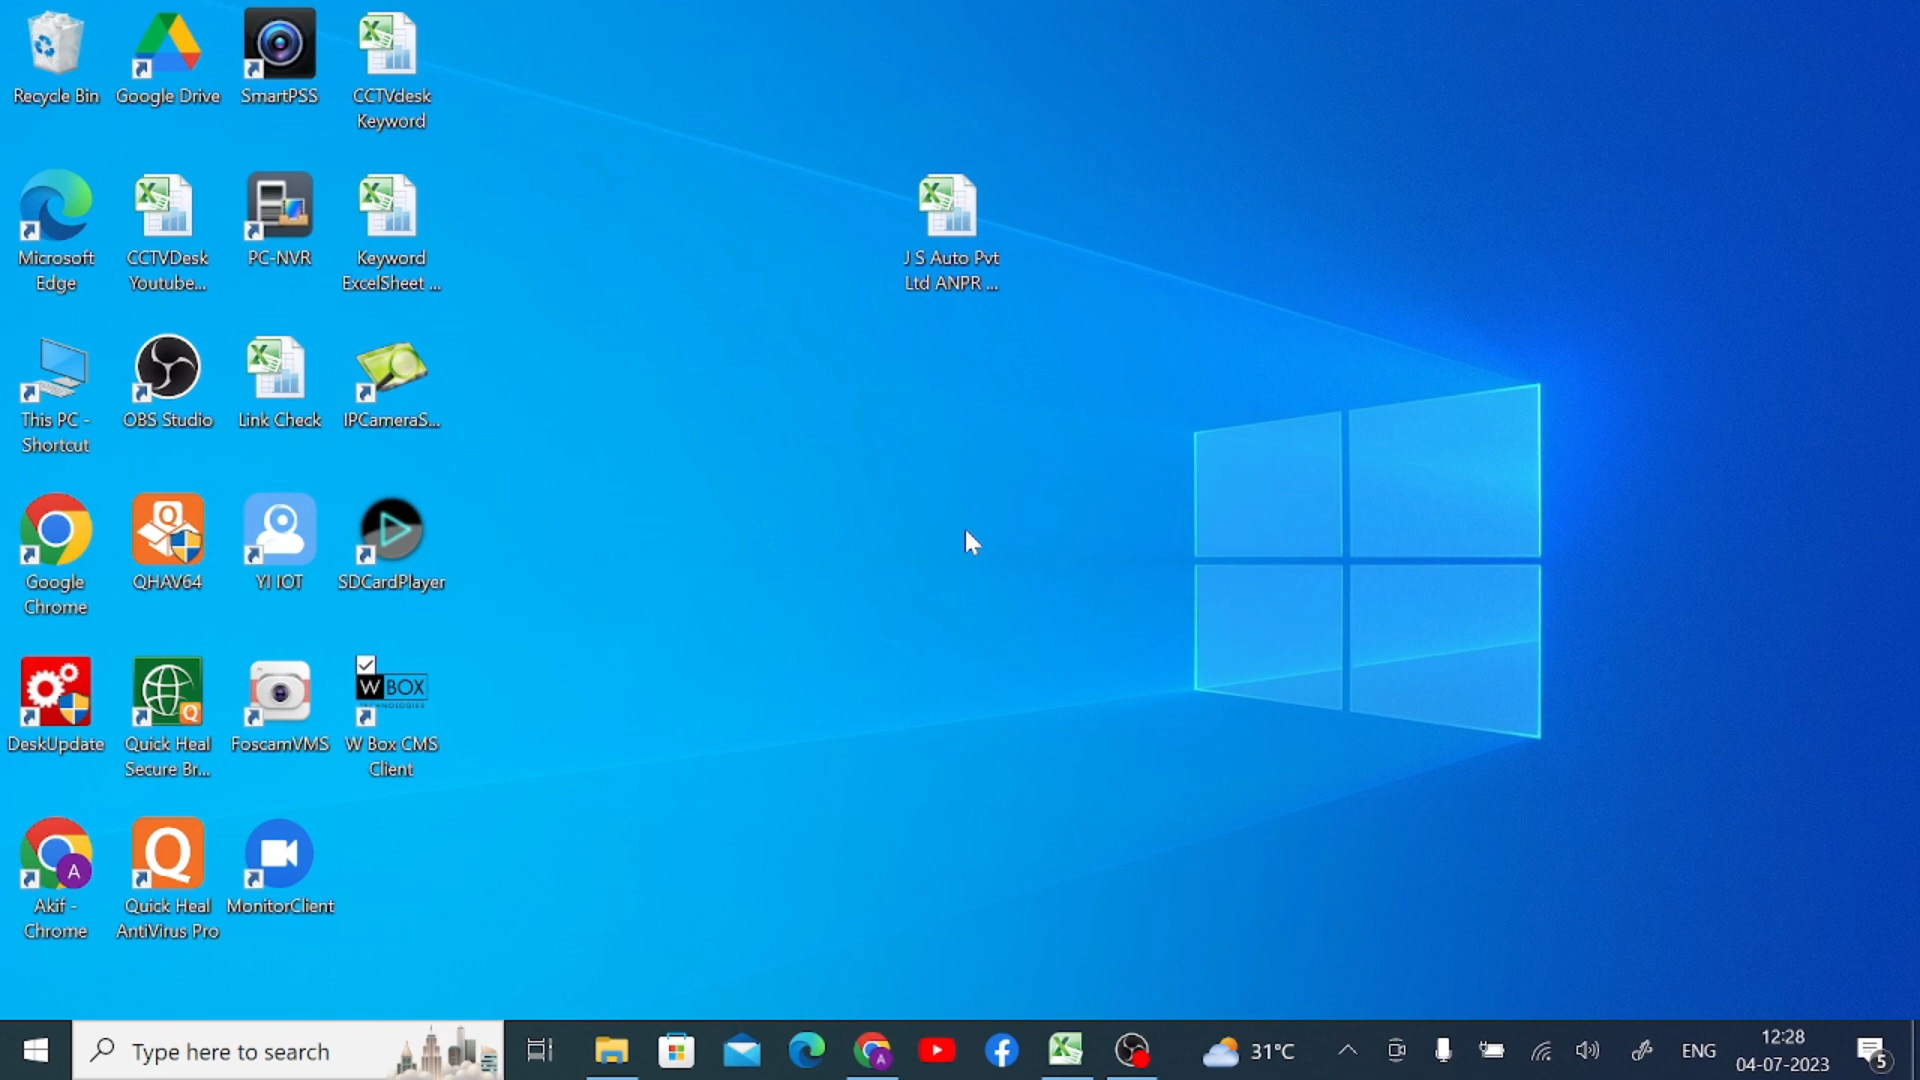 Recycle Bin
Google Drive
SmartPSS
CCTVdesk
Keyword
Microsoft
Edge
CCTVDesk
Youtube...
PC-NVR
Keyword
ExcelSheet ...
J S Auto Pvt
Ltd ANPR ...
This PC -
Shortcut
OBS Studio
Link Check
IPCameraS...
Google
Chrome
QHAV64
YI IOT
SDCardPlayer
W BOX
TECHNOLOGIES
DeskUpdate
Quick Heal
Secure Br...
FoscamVMS
W Box CMS
Client
A
Akif -
Chrome
Quick Heal
AntiVirus Pro
MonitorClient
Type here to search
A
31°C
ENG
12:28
04-07-2023
5